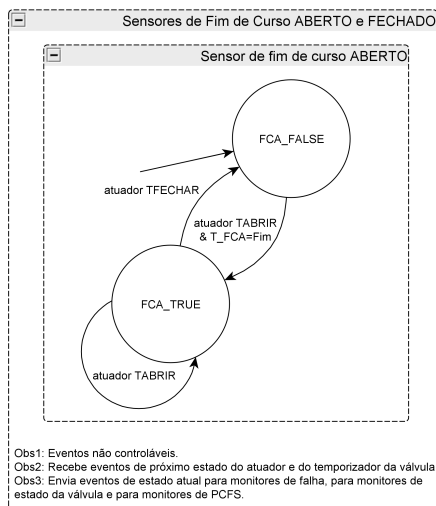 Sensores de Fim de Curso ABERTO e FECHADO
Sensor de fim de curso ABERTO
FCA_FALSE
atuador TFECHAR
atuador TABRIR
& T_FCA=Fim
FCA_TRUE
atuador TABRIR
Obs1: Eventos não controláveis.
Obs2: Recebe eventos de próximo estado do atuador e do temporizador da válvula
Obs3: Envia eventos de estado atual para monitores de falha, para monitores de
estado da válvula e para monitores de PCFS.